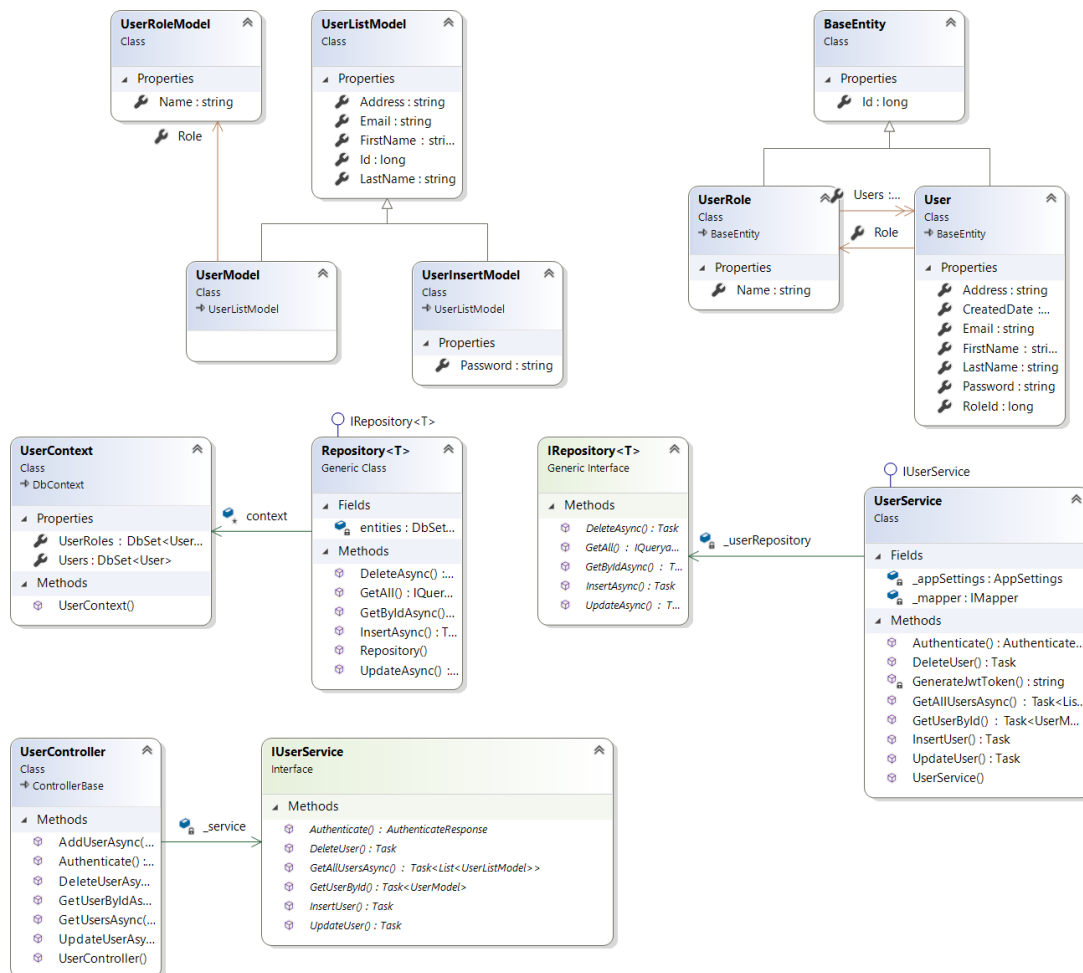 UserRoleModel
Class
Properties
Name : string
Role
UserListModel
Class
Properties
Address : string
Email : string
FirstName : stri...
Id : long
LastName : string
BaseEntity
Class
Properties
Id : long
UserModel
Class
UserListModel
UserInsertModel
Class
UserListModel
Properties
Password : string
UserRole
Class
BaseEntity
Properties
Name : string
Users :...
Role
User
Class
BaseEntity
Properties
Address : string
CreatedDate :...
Email : string
FirstName : stri...
LastName : string
Password : string
RoleId : long
UserContext
Class
DbContext
Properties
UserRoles : DbSet<User...
Users : DbSet<User>
Methods
UserContext()
context
IRepository<T>
Repository<T>
Generic Class
Fields
entities : DbSet...
Methods
DeleteAsync() :...
GetAll() : IQuer...
GetByIdAsync()...
InsertAsync() : T...
Repository()
UpdateAsync() :...
IRepository<T>
Generic Interface
Methods
DeleteAsync() : Task
GetAll() : IQuerya...
GetByIdAsync() : T...
InsertAsync() : Task
UpdateAsync() : T...
_userRepository
IUserService
UserService
Class
Fields
_appSettings : AppSettings
_mapper : IMapper
Methods
Authenticate() : Authenticate...
DeleteUser() : Task
GenerateJwtToken() : string
GetAllUsersAsync() : Task<Lis...
GetUserById() : Task<UserM...
InsertUser() : Task
UpdateUser() : Task
UserService()
UserController
Class
ControllerBase
Methods
AddUserAsync(...
Authenticate() :...
DeleteUserAsy...
GetUserByIdAs...
GetUsersAsync(...
UpdateUserAsy...
UserController()
_service
IUserService
Interface
Methods
Authenticate() : AuthenticateResponse
DeleteUser() : Task
GetAllUsersAsync() : Task<List<UserListModel>>
GetUserById() : Task<UserModel>
InsertUser() : Task
UpdateUser() : Task